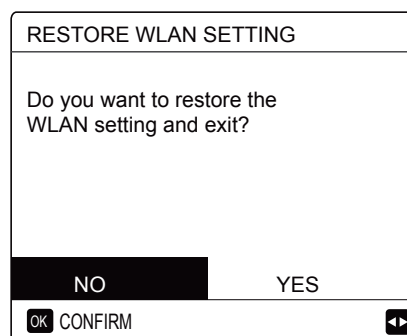 RESTORE WLAN SETTING
Do you want to restore the
WLAN setting and exit?
NO YES
OK CONFIRM